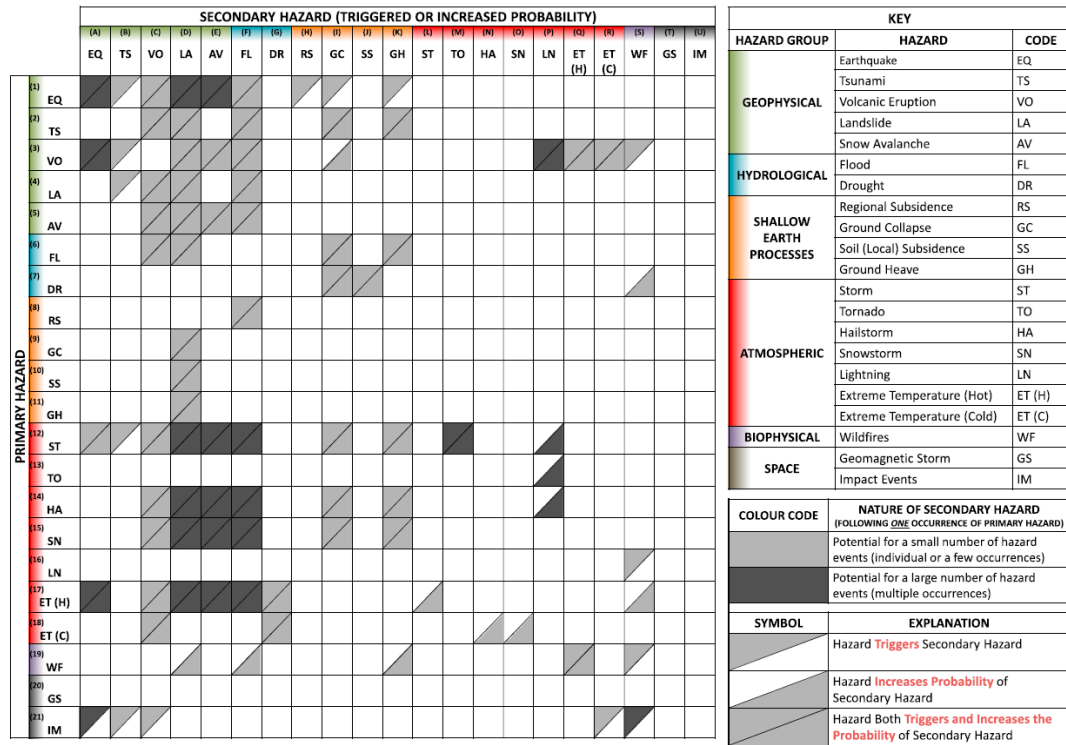 SECONDARY HAZARD (TRIGGERED OR INCREASED PROBABILITY)
(A) (B) (C) (D) (E) (F) (G) (H) (I) (J) (K) (L) (M) (N) (O) (P) (Q) (R) (S) (T) (U)
EQ TS VO LA AV FL DR RS GC SS GH ST TO HA SN LN ET (H) ET (C) WF GS IM
PRIMARY HAZARD
(1) EQ
(2) TS
(3) VO
(4) LA
(5) AV
(6) FL
(7) DR
(8) RS
(9) GC
(10) SS
(11) GH
(12) ST
(13) TO
(14) HA
(15) SN
(16) LN
(17) ET (H)
(18) ET (C)
(19) WF
(20) GS
(21) IM
KEY
HAZARD GROUP HAZARD CODE
GEOPHYSICAL
Earthquake EQ
Tsunami TS
Volcanic Eruption VO
Landslide LA
Snow Avalanche AV
HYDROLOGICAL
Flood FL
Drought DR
SHALLOW
EARTH
PROCESSES
Regional Subsidence RS
Ground Collapse GC
Soil (Local) Subsidence SS
Ground Heave GH
ATMOSPHERIC
Storm ST
Tornado TO
Hailstorm HA
Snowstorm SN
Lightning LN
Extreme Temperature (Hot) ET (H)
Extreme Temperature (Cold) ET (C)
BIOPHYSICAL Wildfires WF
SPACE
Geomagnetic Storm GS
Impact Events IM
COLOUR CODE NATURE OF SECONDARY HAZARD
(FOLLOWING ONE OCCURRENCE OF PRIMARY HAZARD)
Potential for a small number of hazard
events (individual or a few occurrences)
Potential for a large number of hazard
events (multiple occurrences)
SYMBOL EXPLANATION
Hazard Triggers Secondary Hazard
Hazard Increases Probability of
Secondary Hazard
Hazard Both Triggers and Increases the
Probability of Secondary Hazard